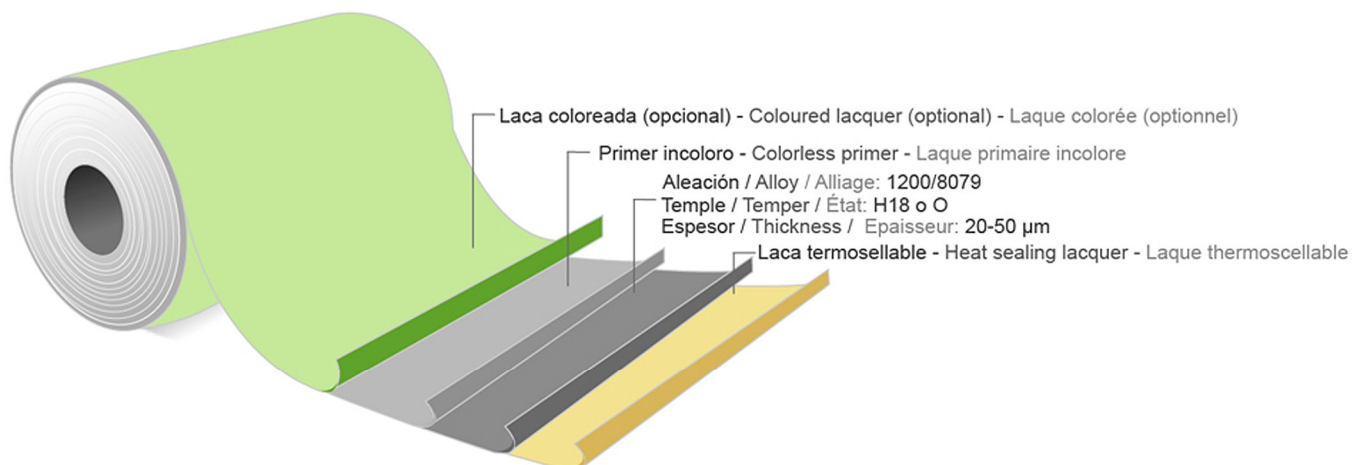 Laca coloreada (opcional) - Coloured lacquer (optional) - Laque colorée (optionnel)
Primer incoloro - Colorless primer - Laque primaire incolore
Aleación / Alloy / Alliage: 1200/8079
Temple / Temper / État: H18 o O
Espesor / Thickness / Epaisseur: 20-50 µm
Laca termosellable - Heat sealing lacquer - Laque thermoscellable